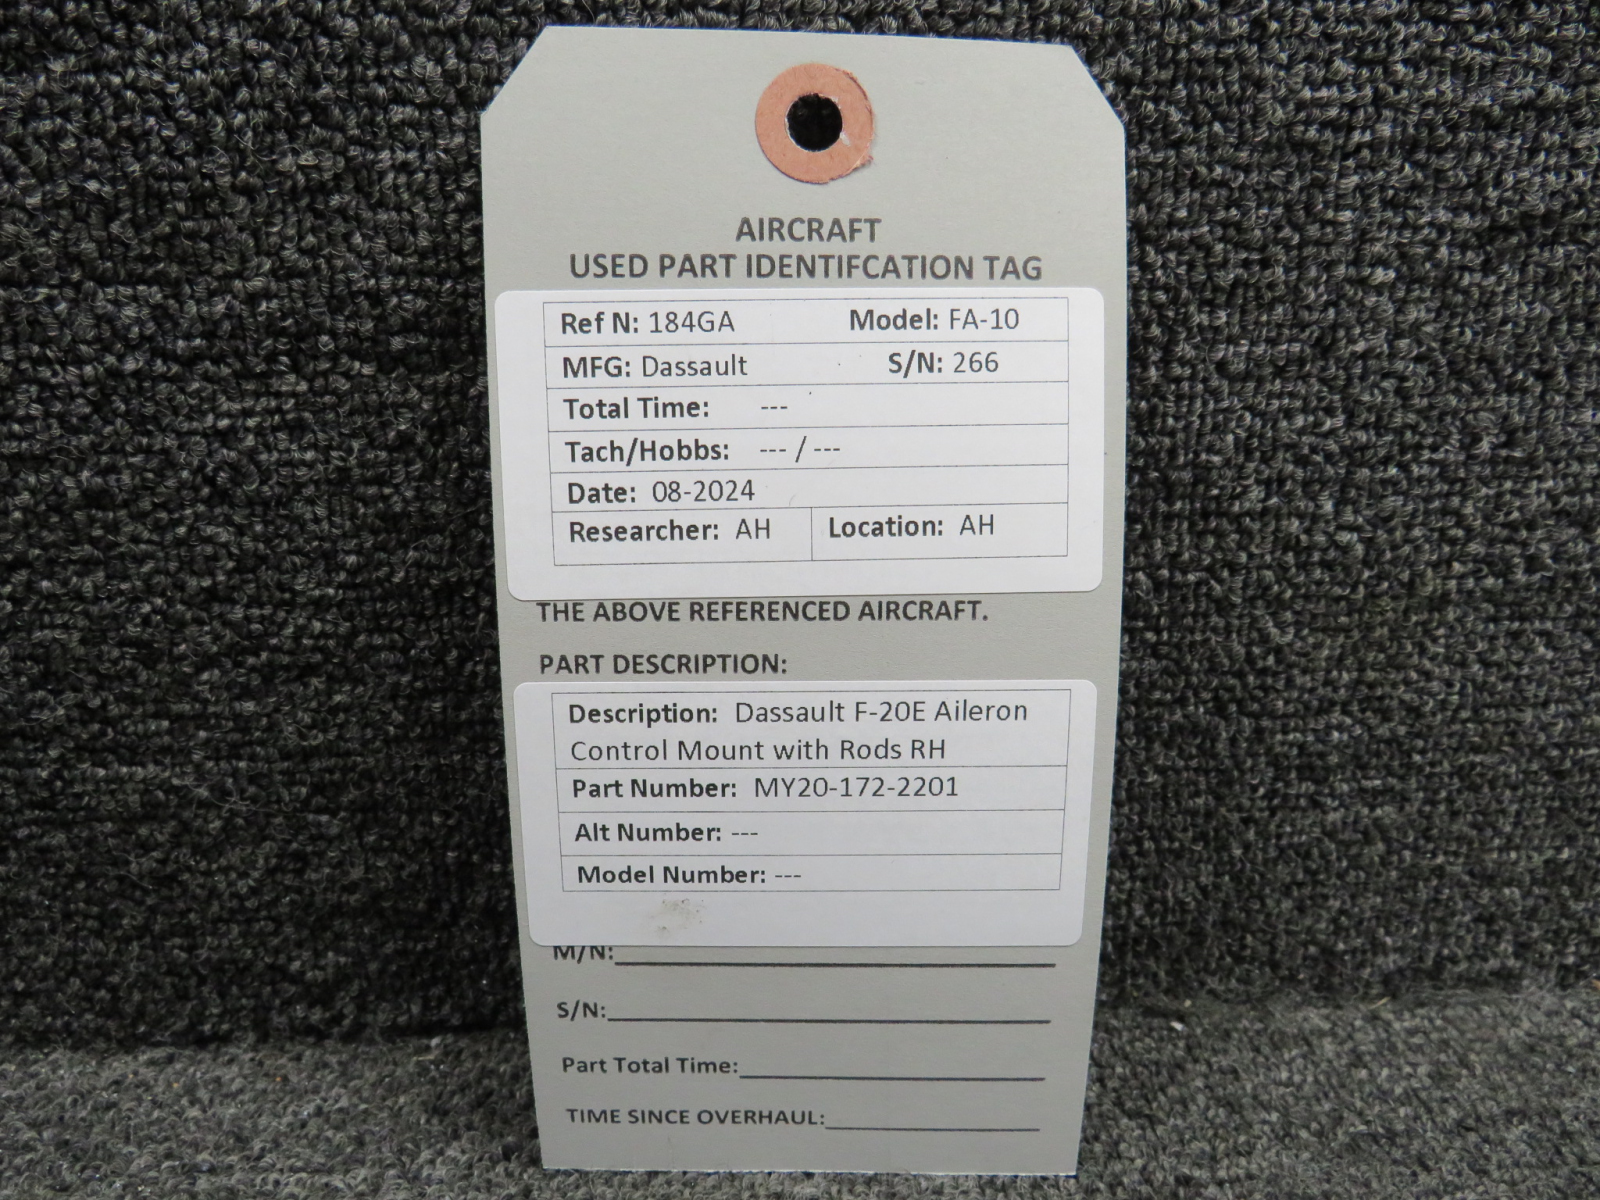 AIRCRAFT
USED PART IDENTIFCATION TAG
Ref N: 184GA Model: FA-10
MFG: Dassault S/N: 266
Total Time: ---
Tach/Hobbs: --- / ---
Date: 08-2024
Researcher: AH Location: AH
THE ABOVE REFERENCED AIRCRAFT.
PART DESCRIPTION:
Description: Dassault F-20E Aileron
Control Mount with Rods RH
Part Number: MY20-172-2201
Alt Number: ---
Model Number: ---
M/N:
S/N:
Part Total Time:
TIME SINCE OVERHAUL: